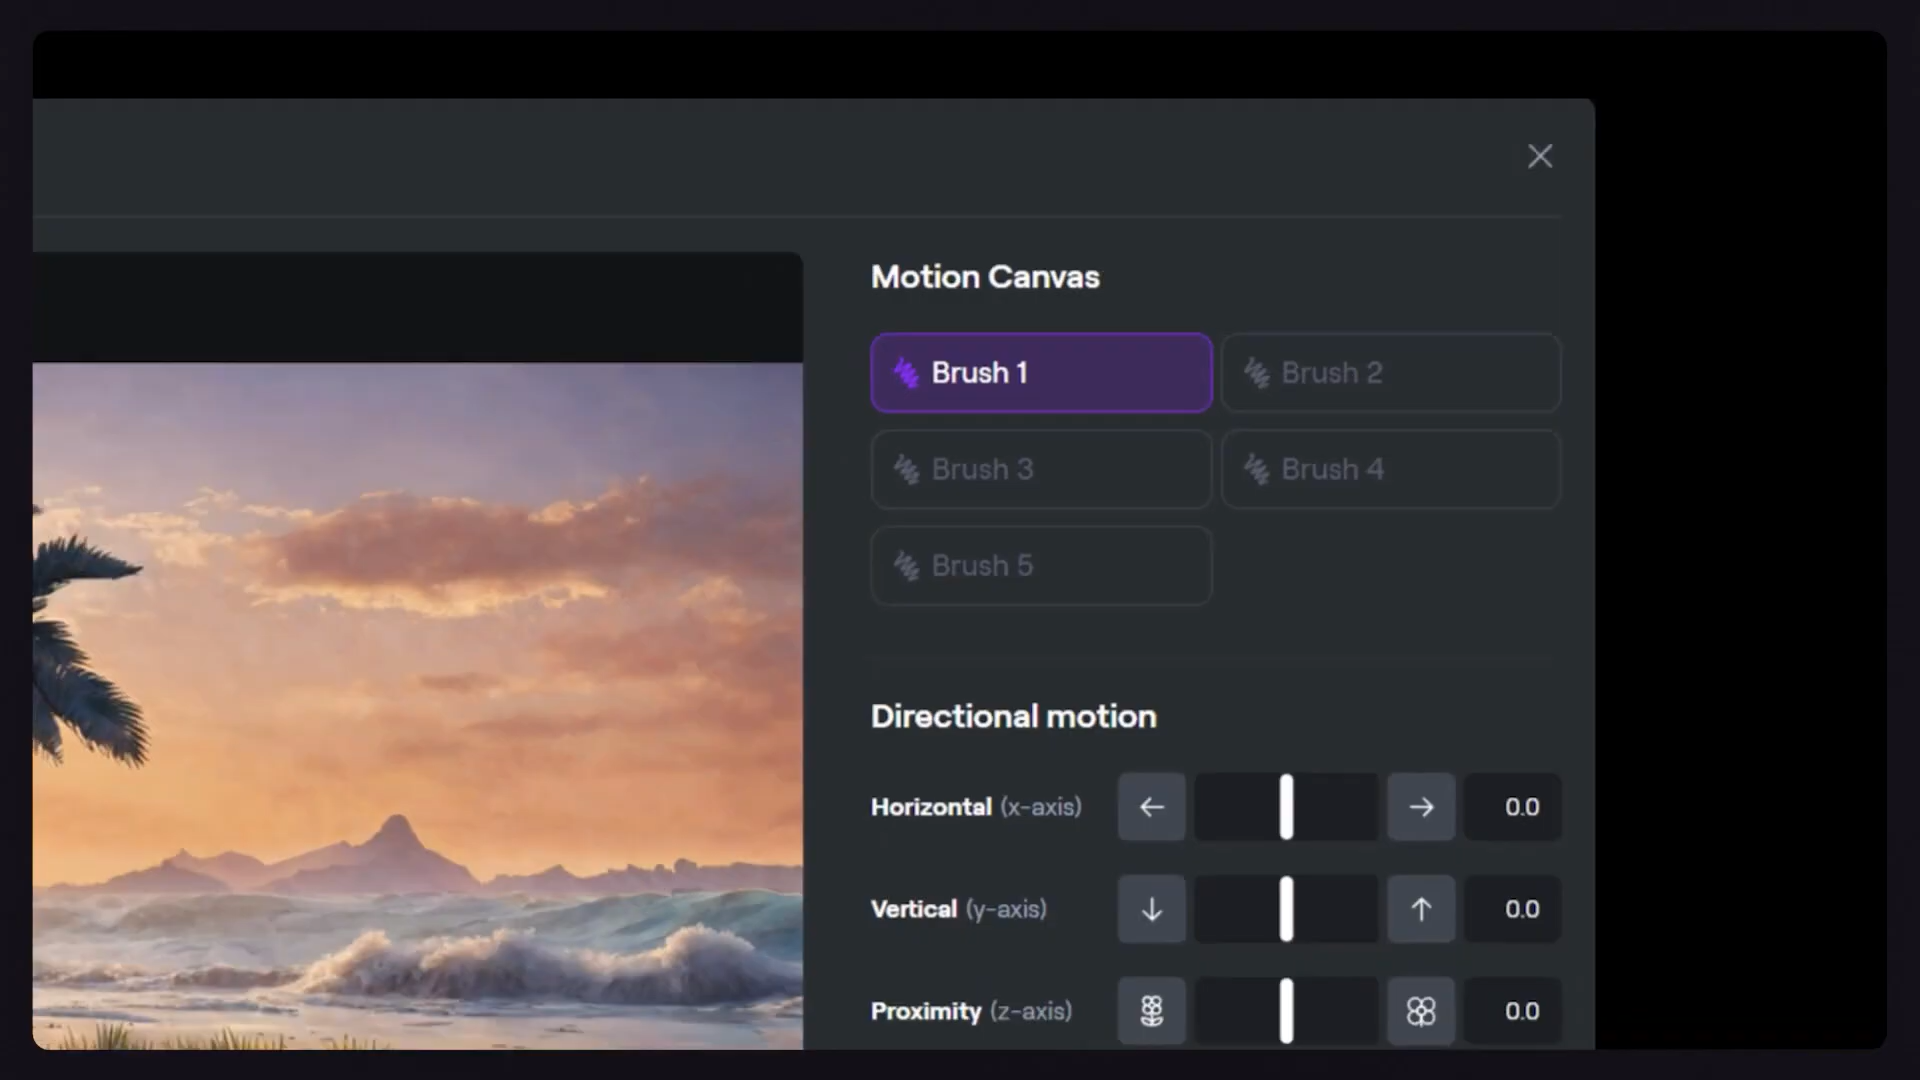 Motion Canvas
Brush 1
Brush 2
Brush 3
Brush 4
Brush 5
Directional motion
Horizontal (x-axis) 0.0
Vertical (y-axis) 0.0
Proximity (z-axis) 0.0